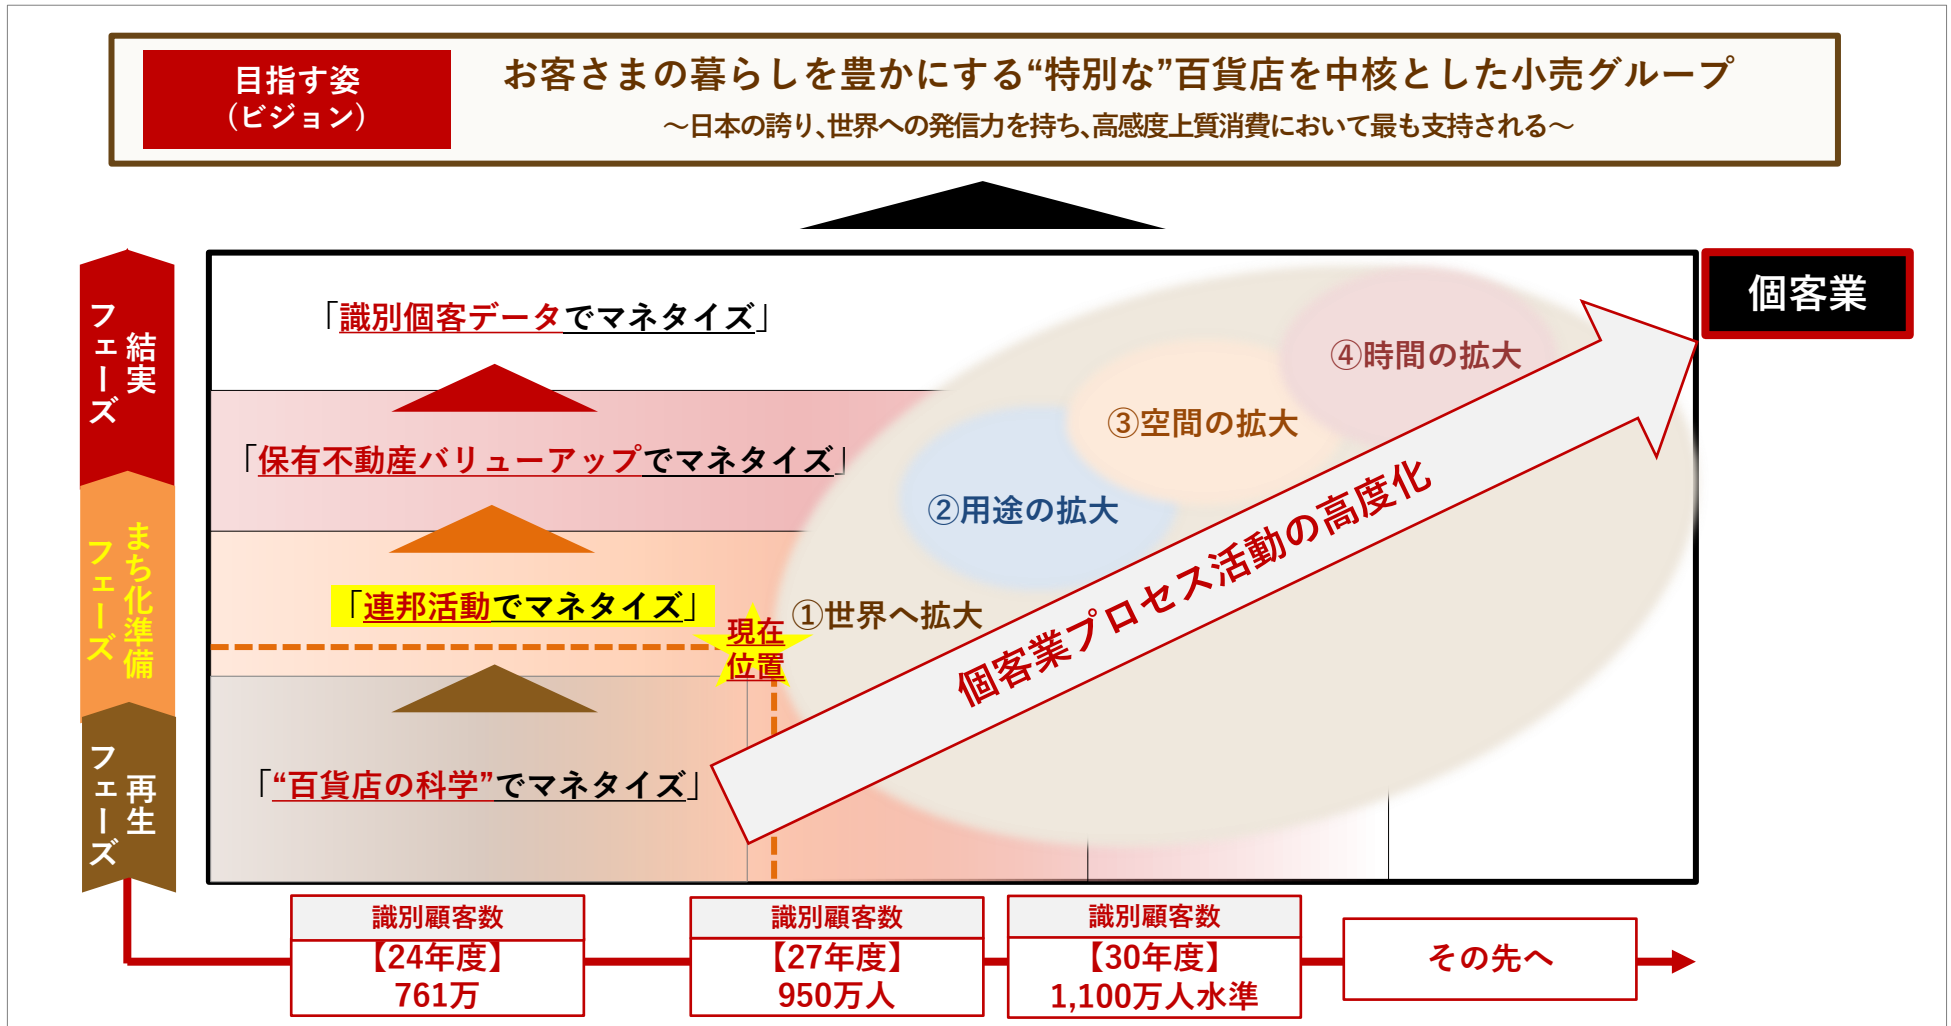 目指す姿
(ビジョン)
お客さまの暮らしを豊かにする“特別な”百貨店を中核とした小売グループ
～日本の誇り、世界への発信力を持ち、高感度上質消費において最も支持される～
個客業
結実
フェーズ
まち化準備
フェーズ
再生
フェーズ
「識別個客データでマネタイズ」
「保有不動産バリューアップでマネタイズ」
「連邦活動でマネタイズ」
「“百貨店の科学”でマネタイズ」
現在
位置
①世界へ拡大
②用途の拡大
③空間の拡大
④時間の拡大
個客業プロセス活動の高度化
識別顧客数
【24年度】
761万
識別顧客数
【27年度】
950万人
識別顧客数
【30年度】
1,100万人水準
その先へ